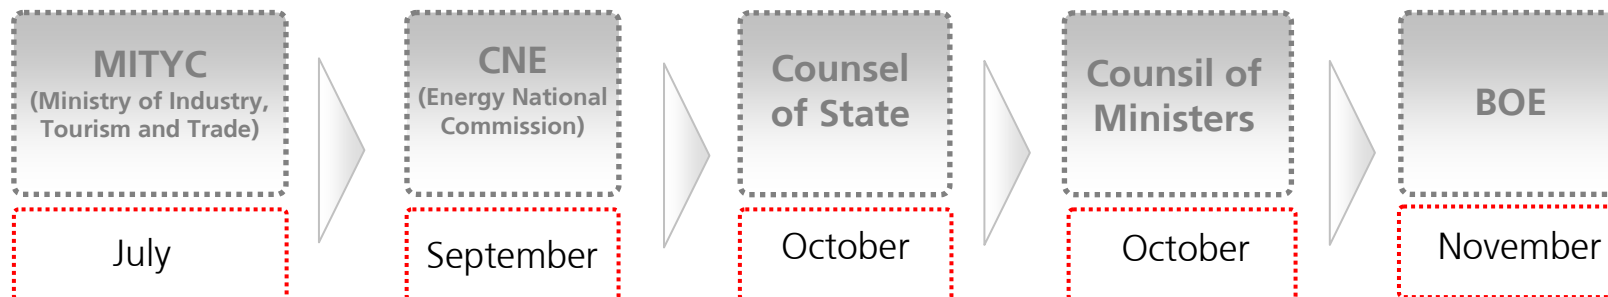 MITYC
(Ministry of Industry,
Tourism and Trade)
CNE
(Energy National
Commission)
Counsel
of State
Counsil of
Ministers
BOE
July
September
October
October
November